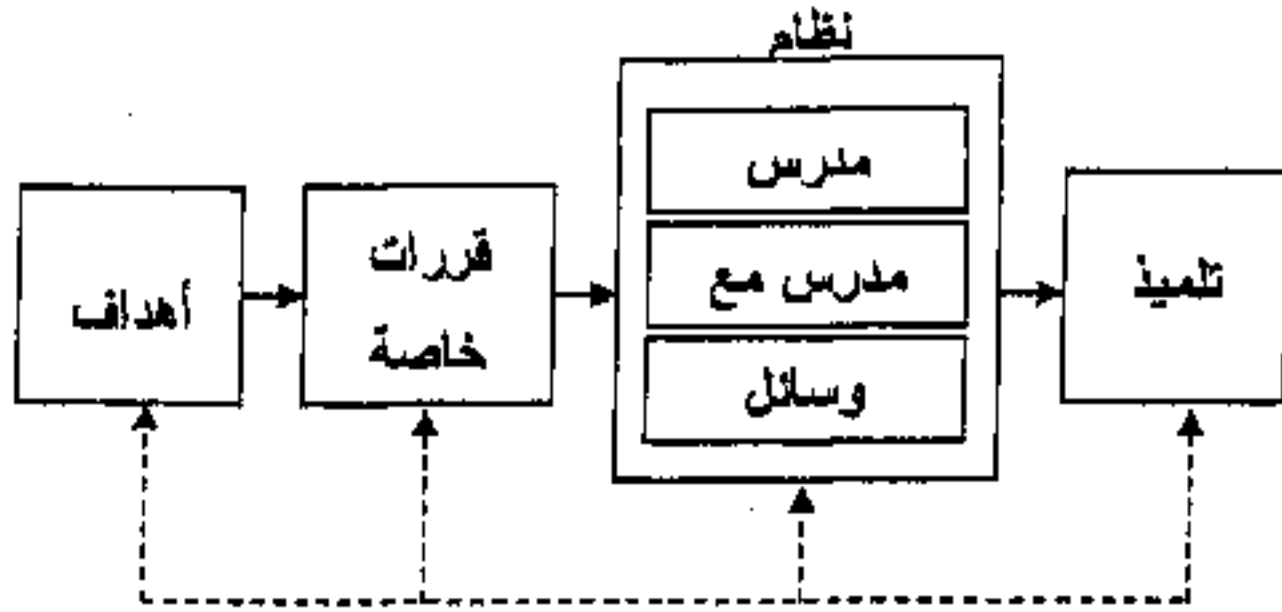 نظام
مدرس
مدرس مع
وسائل
أهداف
قررات
خاصة
تلميذ